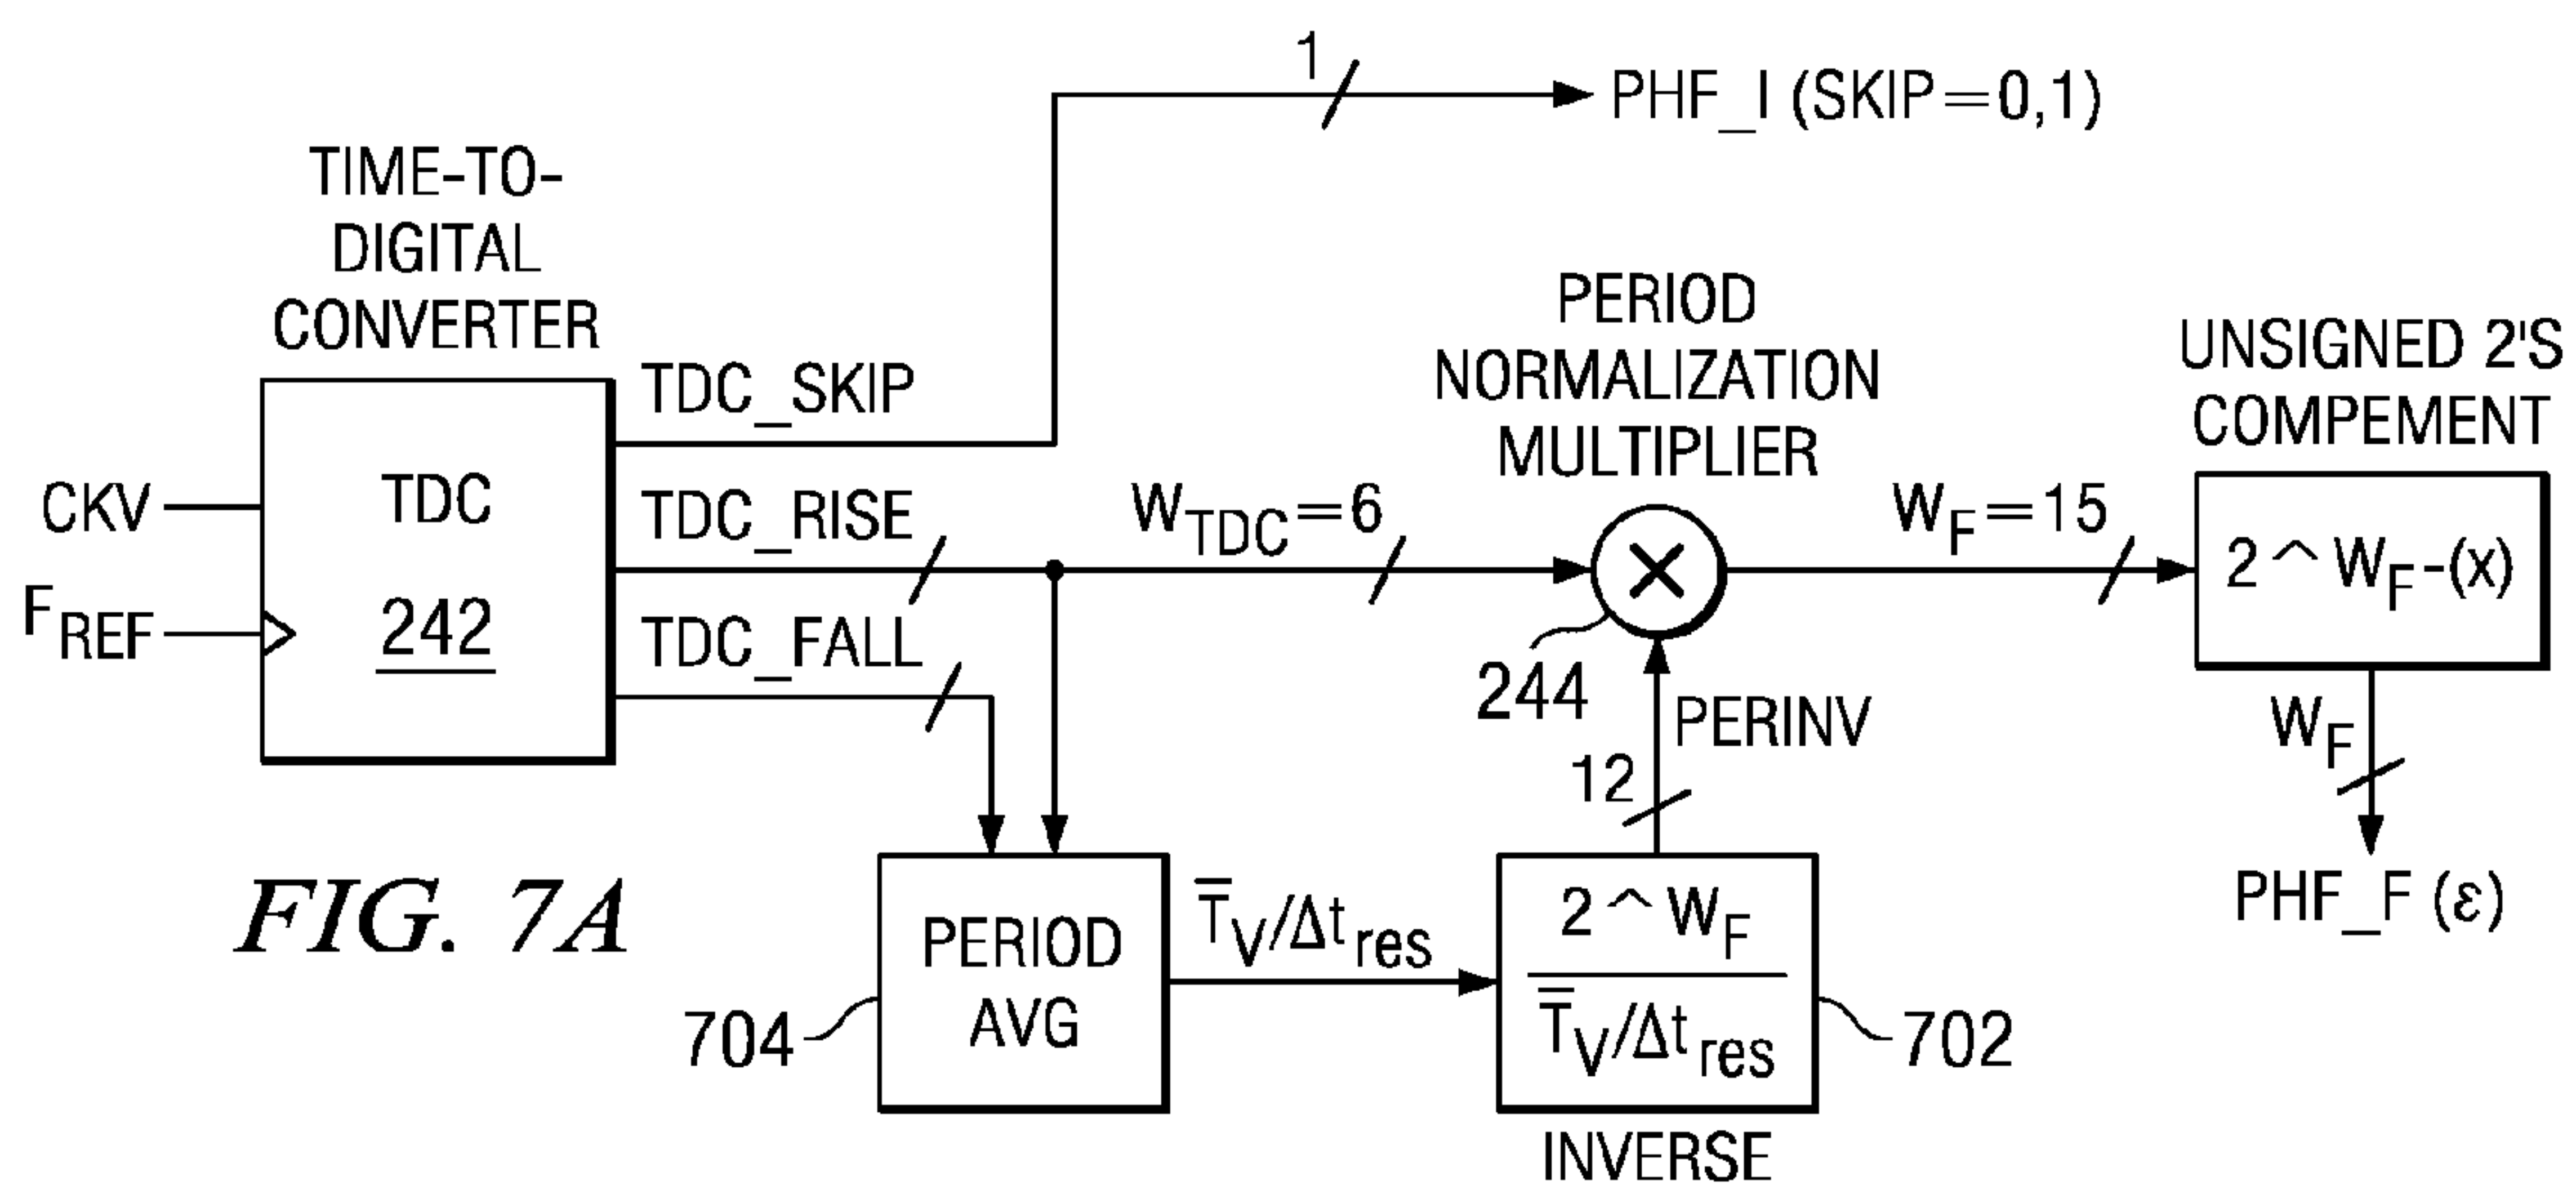 1
PHF_I (SKIP=0,1)
TIME-TO-
DIGITAL
CONVERTER
TDC_SKIP
PERIOD
NORMALIZATION
MULTIPLIER
UNSIGNED 2'S
COMPEMENT
CKV
TDC
TDC_RISE
W_TDC=6
W_F=15
2^W_F-(x)
F_REF
242
TDC_FALL
244
PERINV
W_F
12
PHF_F (ε)
FIG. 7A
PERIOD
AVG
T̅_V/Δt_res
2^W_F
T̅_V/Δt_res
704
702
INVERSE